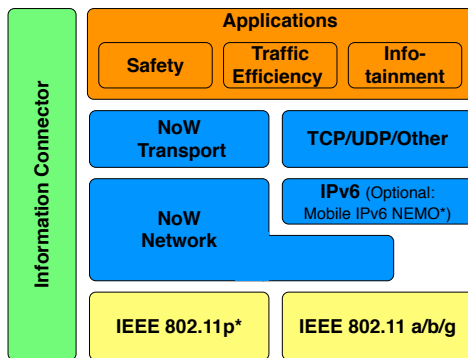 Information Connector
Applications
Safety
Traffic
Efficiency
Info-
tainment
NoW
Transport
TCP/UDP/Other
NoW
Network
IPv6 (Optional:
Mobile IPv6 NEMO*)
IEEE 802.11p*
IEEE 802.11 a/b/g